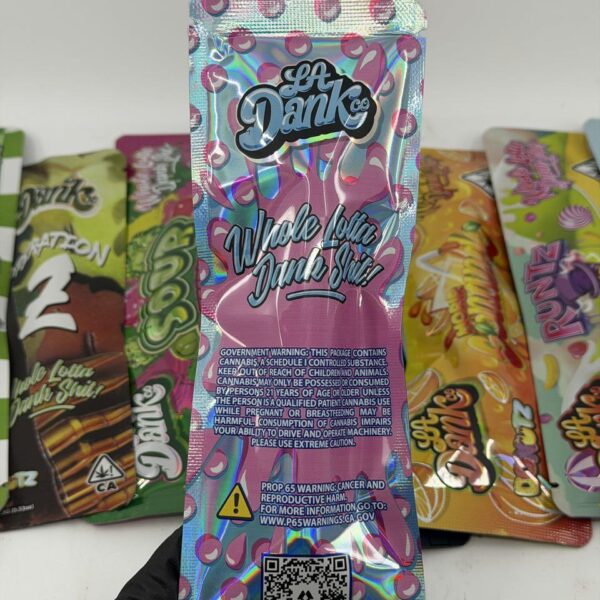 LA
Dank co
Whole Lotta
Dank Shit!
GOVERNMENT WARNING: THIS PACKAGE CONTAINS
CANNABIS, A SCHEDULE I CONTROLLED SUBSTANCE.
KEEP OUT OF REACH OF CHILDREN AND ANIMALS.
CANNABIS MAY ONLY BE POSSESSED OR CONSUMED
BY PERSONS 21 YEARS OF AGE OR OLDER UNLESS
THE PERSON IS A QUALIFIED PATIENT. CANNABIS USE
WHILE PREGNANT OR BREASTFEEDING MAY BE
HARMFUL. CONSUMPTION OF CANNABIS IMPAIRS
YOUR ABILITY TO DRIVE AND OPERATE MACHINERY.
PLEASE USE EXTREME CAUTION.
PROP 65 WARNING: CANCER AND
REPRODUCTIVE HARM.
FOR MORE INFORMATION GO TO:
WWW.P65WARNINGS.CA.GOV
Dank
Z
Whole Lotta
Dank Shit!
CA
SOUR
Dank
LA
Dank
RUNTZ
LA
Dank